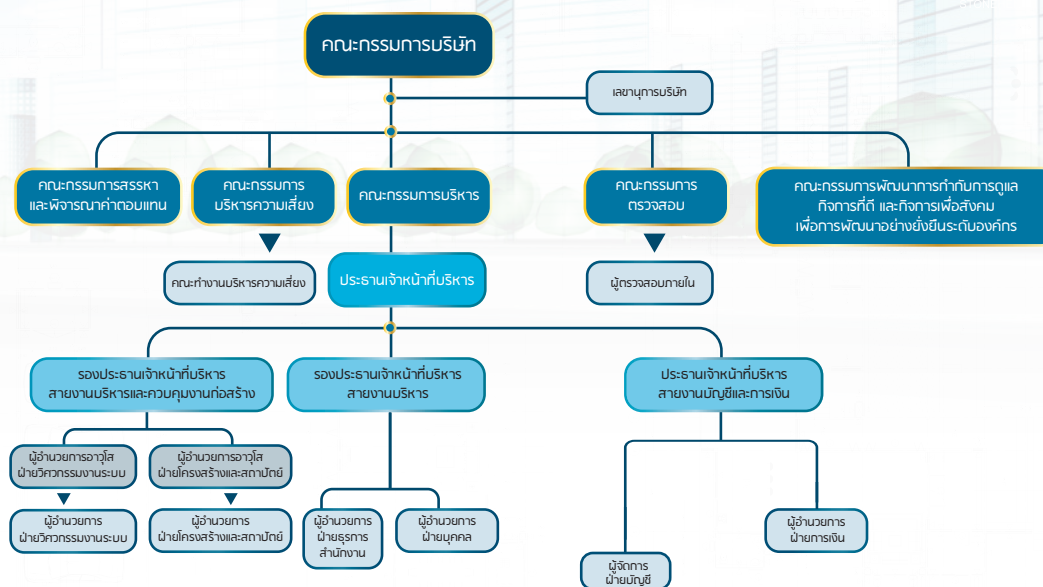 คณะกรรมการบริษัท
เลขานุการบริษัท
คณะกรรมการสรรหา
และพิจารณาค่าตอบแทน
คณะกรรมการ
บริหารความเสี่ยง
คณะกรรมการบริหาร
คณะกรรมการ
ตรวจสอบ
คณะกรรมการพัฒนาการกำกับการดูแล
กิจการที่ดี และกิจการเพื่อสังคม
เพื่อการพัฒนาอย่างยั่งยืนระดับองค์กร
คณะทำงานบริหารความเสี่ยง
ประธานเจ้าหน้าที่บริหาร
ผู้ตรวจสอบภายใน
รองประธานเจ้าหน้าที่บริหาร
สายงานบริหารและควบคุมงานก่อสร้าง
รองประธานเจ้าหน้าที่บริหาร
สายงานบริหาร
ประธานเจ้าหน้าที่บริหาร
สายงานบัญชีและการเงิน
ผู้อำนวยการอาวุโส
ฝ่ายวิศวกรรมงานระบบ
ผู้อำนวยการอาวุโส
ฝ่ายโครงสร้างและสถาปัตย์
ผู้อำนวยการ
ฝ่ายวิศวกรรมงานระบบ
ผู้อำนวยการ
ฝ่ายโครงสร้างและสถาปัตย์
ผู้อำนวยการ
ฝ่ายธุรการ
สำนักงาน
ผู้อำนวยการ
ฝ่ายบุคคล
ผู้อำนวยการ
ฝ่ายการเงิน
ผู้จัดการ
ฝ่ายบัญชี